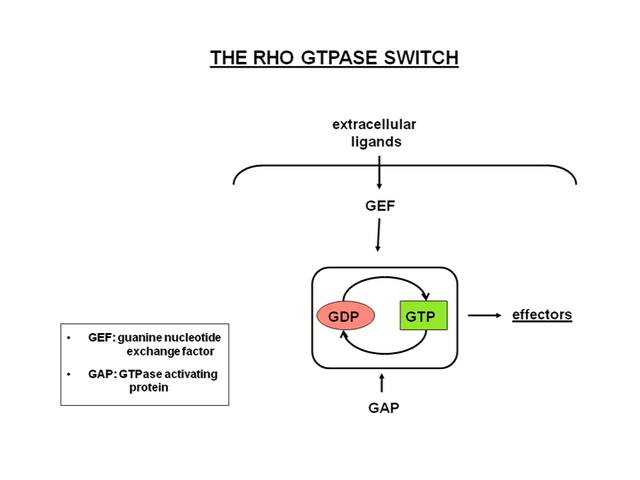 THE RHO GTPASE SWITCH
extracellular
ligands
GEF
GDP
GTP
effectors
GAP
• GEF: guanine nucleotide
exchange factor
• GAP: GTPase activating
protein